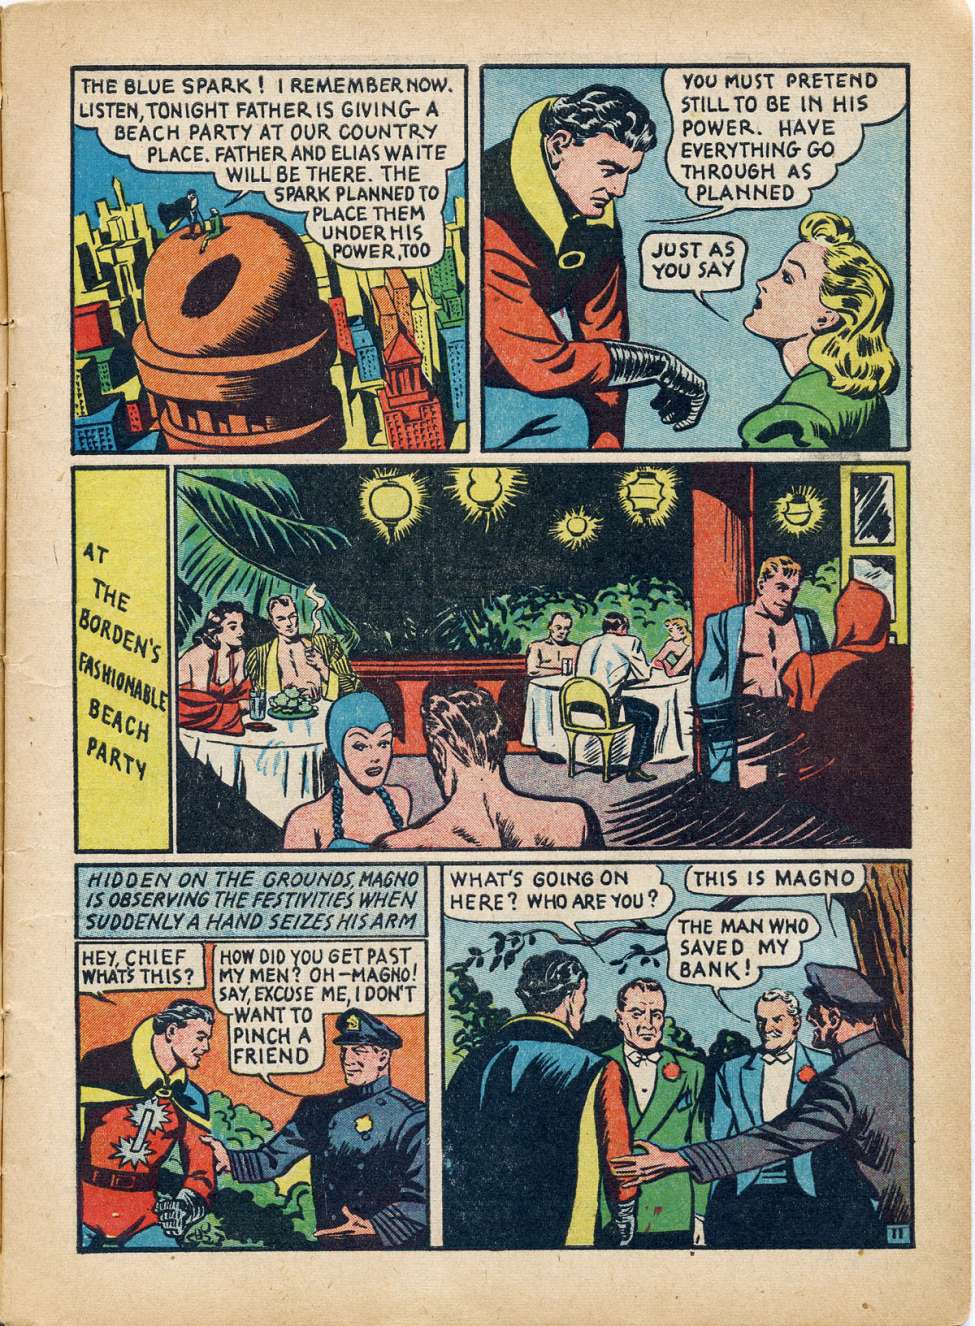 THE BLUE SPARK! I REMEMBER NOW.
LISTEN, TONIGHT FATHER IS GIVING A
BEACH PARTY AT OUR COUNTRY
PLACE. FATHER AND ELIAS WAITE
WILL BE THERE. THE
SPARK PLANNED TO
PLACE THEM
UNDER HIS
POWER, TOO
YOU MUST PRETEND
STILL TO BE IN HIS
POWER. HAVE
EVERYTHING GO
THROUGH AS
PLANNED
JUST AS
YOU SAY
AT
THE
BORDEN'S
FASHIONABLE
BEACH
PARTY
HIDDEN ON THE GROUNDS, MAGNO
IS OBSERVING THE FESTIVITIES WHEN
SUDDENLY A HAND SEIZES HIS ARM
HEY, CHIEF
WHAT'S THIS?
HOW DID YOU GET PAST
MY MEN? OH-MAGNO!
SAY, EXCUSE ME, I DON'T
WANT TO
PINCH A
FRIEND
WHAT'S GOING ON
HERE? WHO ARE YOU?
THIS IS MAGNO
THE MAN WHO
SAVED MY
BANK!
11